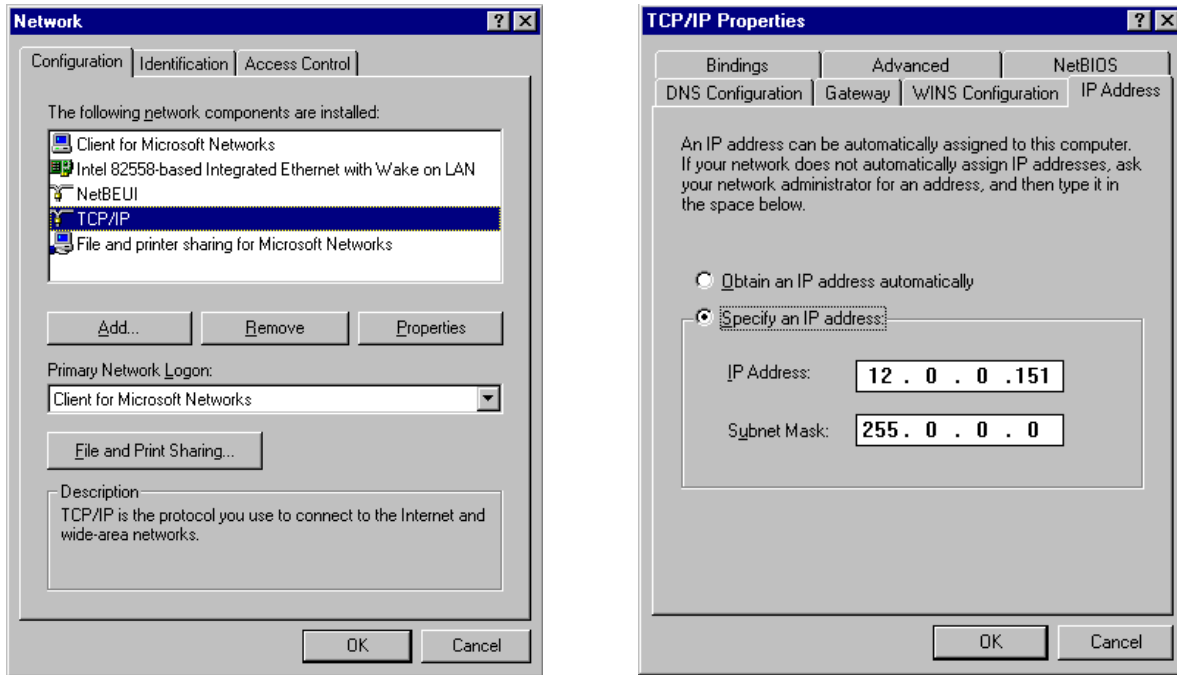 Network
Configuration Identification Access Control
The following network components are installed:
Client for Microsoft Networks
Intel 82558-based Integrated Ethernet with Wake on LAN
NetBEUI
TCP/IP
File and printer sharing for Microsoft Networks
Add... Remove Properties
Primary Network Logon:
Client for Microsoft Networks
File and Print Sharing...
Description
TCP/IP is the protocol you use to connect to the Internet and
wide-area networks.
OK Cancel
TCP/IP Properties
Bindings Advanced NetBIOS
DNS Configuration Gateway WINS Configuration IP Address
An IP address can be automatically assigned to this computer.
If your network does not automatically assign IP addresses, ask
your network administrator for an address, and then type it in
the space below.
Obtain an IP address automatically
Specify an IP address:
IP Address: 12 . 0 . 0 .151
Subnet Mask: 255. 0 . 0 . 0
OK Cancel